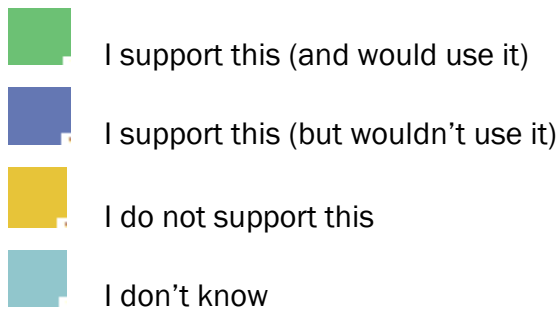 I support this (and would use it)
I support this (but wouldn’t use it)
I do not support this
I don’t know